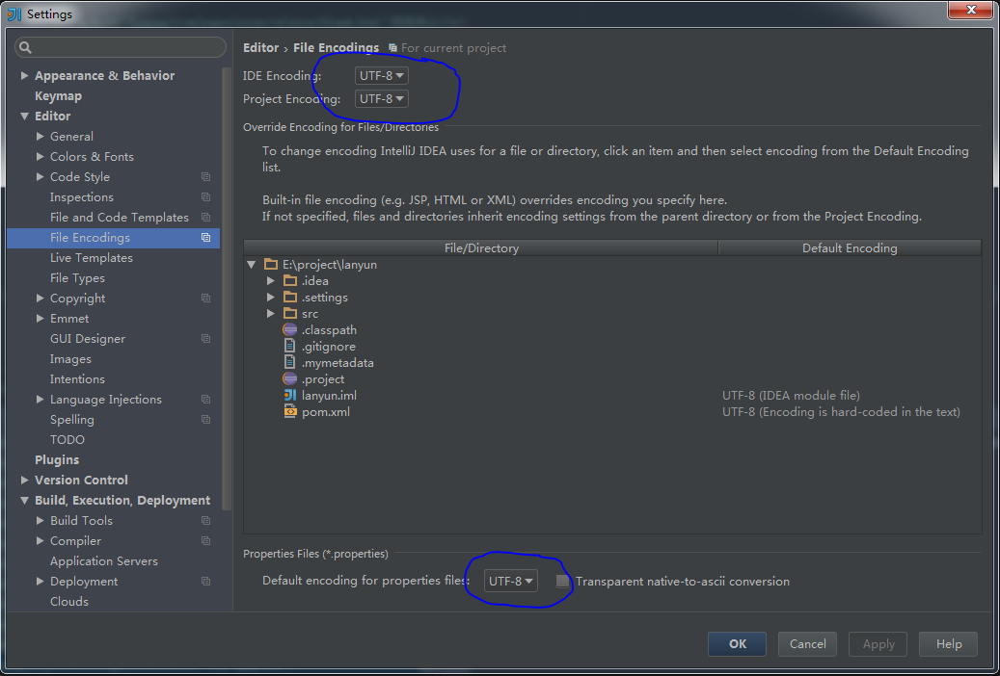 Settings
Editor › File Encodings For current project
Appearance & Behavior
Keymap
Editor
General
Colors & Fonts
Code Style
Inspections
File and Code Templates
File Encodings
Live Templates
File Types
Copyright
Emmet
GUI Designer
Images
Intentions
Language Injections
Spelling
TODO
Plugins
Version Control
Build, Execution, Deployment
Build Tools
Compiler
Application Servers
Deployment
Clouds
IDE Encoding: UTF-8
Project Encoding: UTF-8
Override Encoding for Files/Directories
To change encoding IntelliJ IDEA uses for a file or directory, click an item and then select encoding from the Default Encoding
list.
Built-in file encoding (e.g. JSP, HTML or XML) overrides encoding you specify here.
If not specified, files and directories inherit encoding settings from the parent directory or from the Project Encoding.
File/Directory Default Encoding
E:\project\lanyun
.idea
.settings
src
.classpath
.gitignore
.mymetadata
.project
lanyun.iml UTF-8 (IDEA module file)
pom.xml UTF-8 (Encoding is hard-coded in the text)
Properties Files (*.properties)
Default encoding for properties files: UTF-8 Transparent native-to-ascii conversion
OK Cancel Apply Help